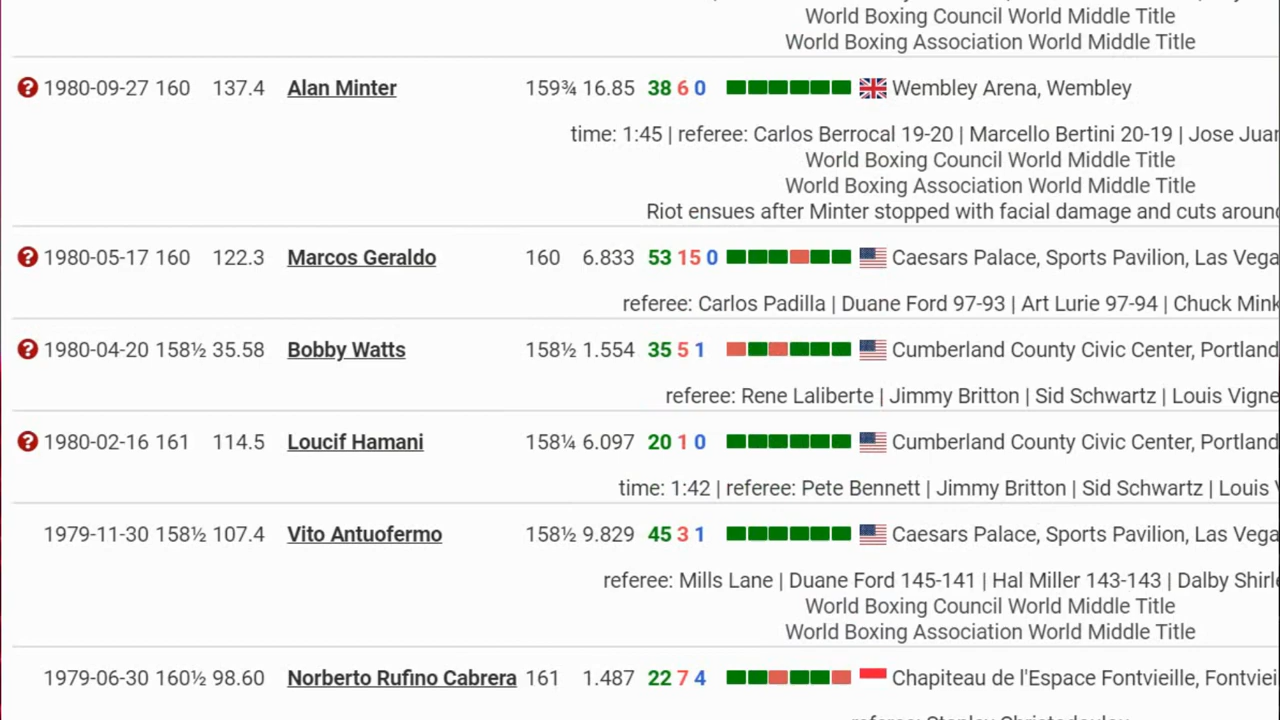 World Boxing Council World Middle Title
World Boxing Association World Middle Title
? 1980-09-27 160 137.4 Alan Minter 159¾ 16.85 38 6 0 Wembley Arena, Wembley
time: 1:45 | referee: Carlos Berrocal 19-20 | Marcello Bertini 20-19 | Jose Juar
World Boxing Council World Middle Title
World Boxing Association World Middle Title
Riot ensues after Minter stopped with facial damage and cuts around
? 1980-05-17 160 122.3 Marcos Geraldo 160 6.833 53 15 0 Caesars Palace, Sports Pavilion, Las Vega
referee: Carlos Padilla | Duane Ford 97-93 | Art Lurie 97-94 | Chuck Mink
? 1980-04-20 158½ 35.58 Bobby Watts 158½ 1.554 35 5 1 Cumberland County Civic Center, Portland
referee: Rene Laliberte | Jimmy Britton | Sid Schwartz | Louis Vigne
? 1980-02-16 161 114.5 Loucif Hamani 158¼ 6.097 20 1 0 Cumberland County Civic Center, Portland
time: 1:42 | referee: Pete Bennett | Jimmy Britton | Sid Schwartz | Louis
1979-11-30 158½ 107.4 Vito Antuofermo 158½ 9.829 45 3 1 Caesars Palace, Sports Pavilion, Las Vega
referee: Mills Lane | Duane Ford 145-141 | Hal Miller 143-143 | Dalby Shirle
World Boxing Council World Middle Title
World Boxing Association World Middle Title
1979-06-30 160½ 98.60 Norberto Rufino Cabrera 161 1.487 22 7 4 Chapiteau de l'Espace Fontvieille, Fontviei